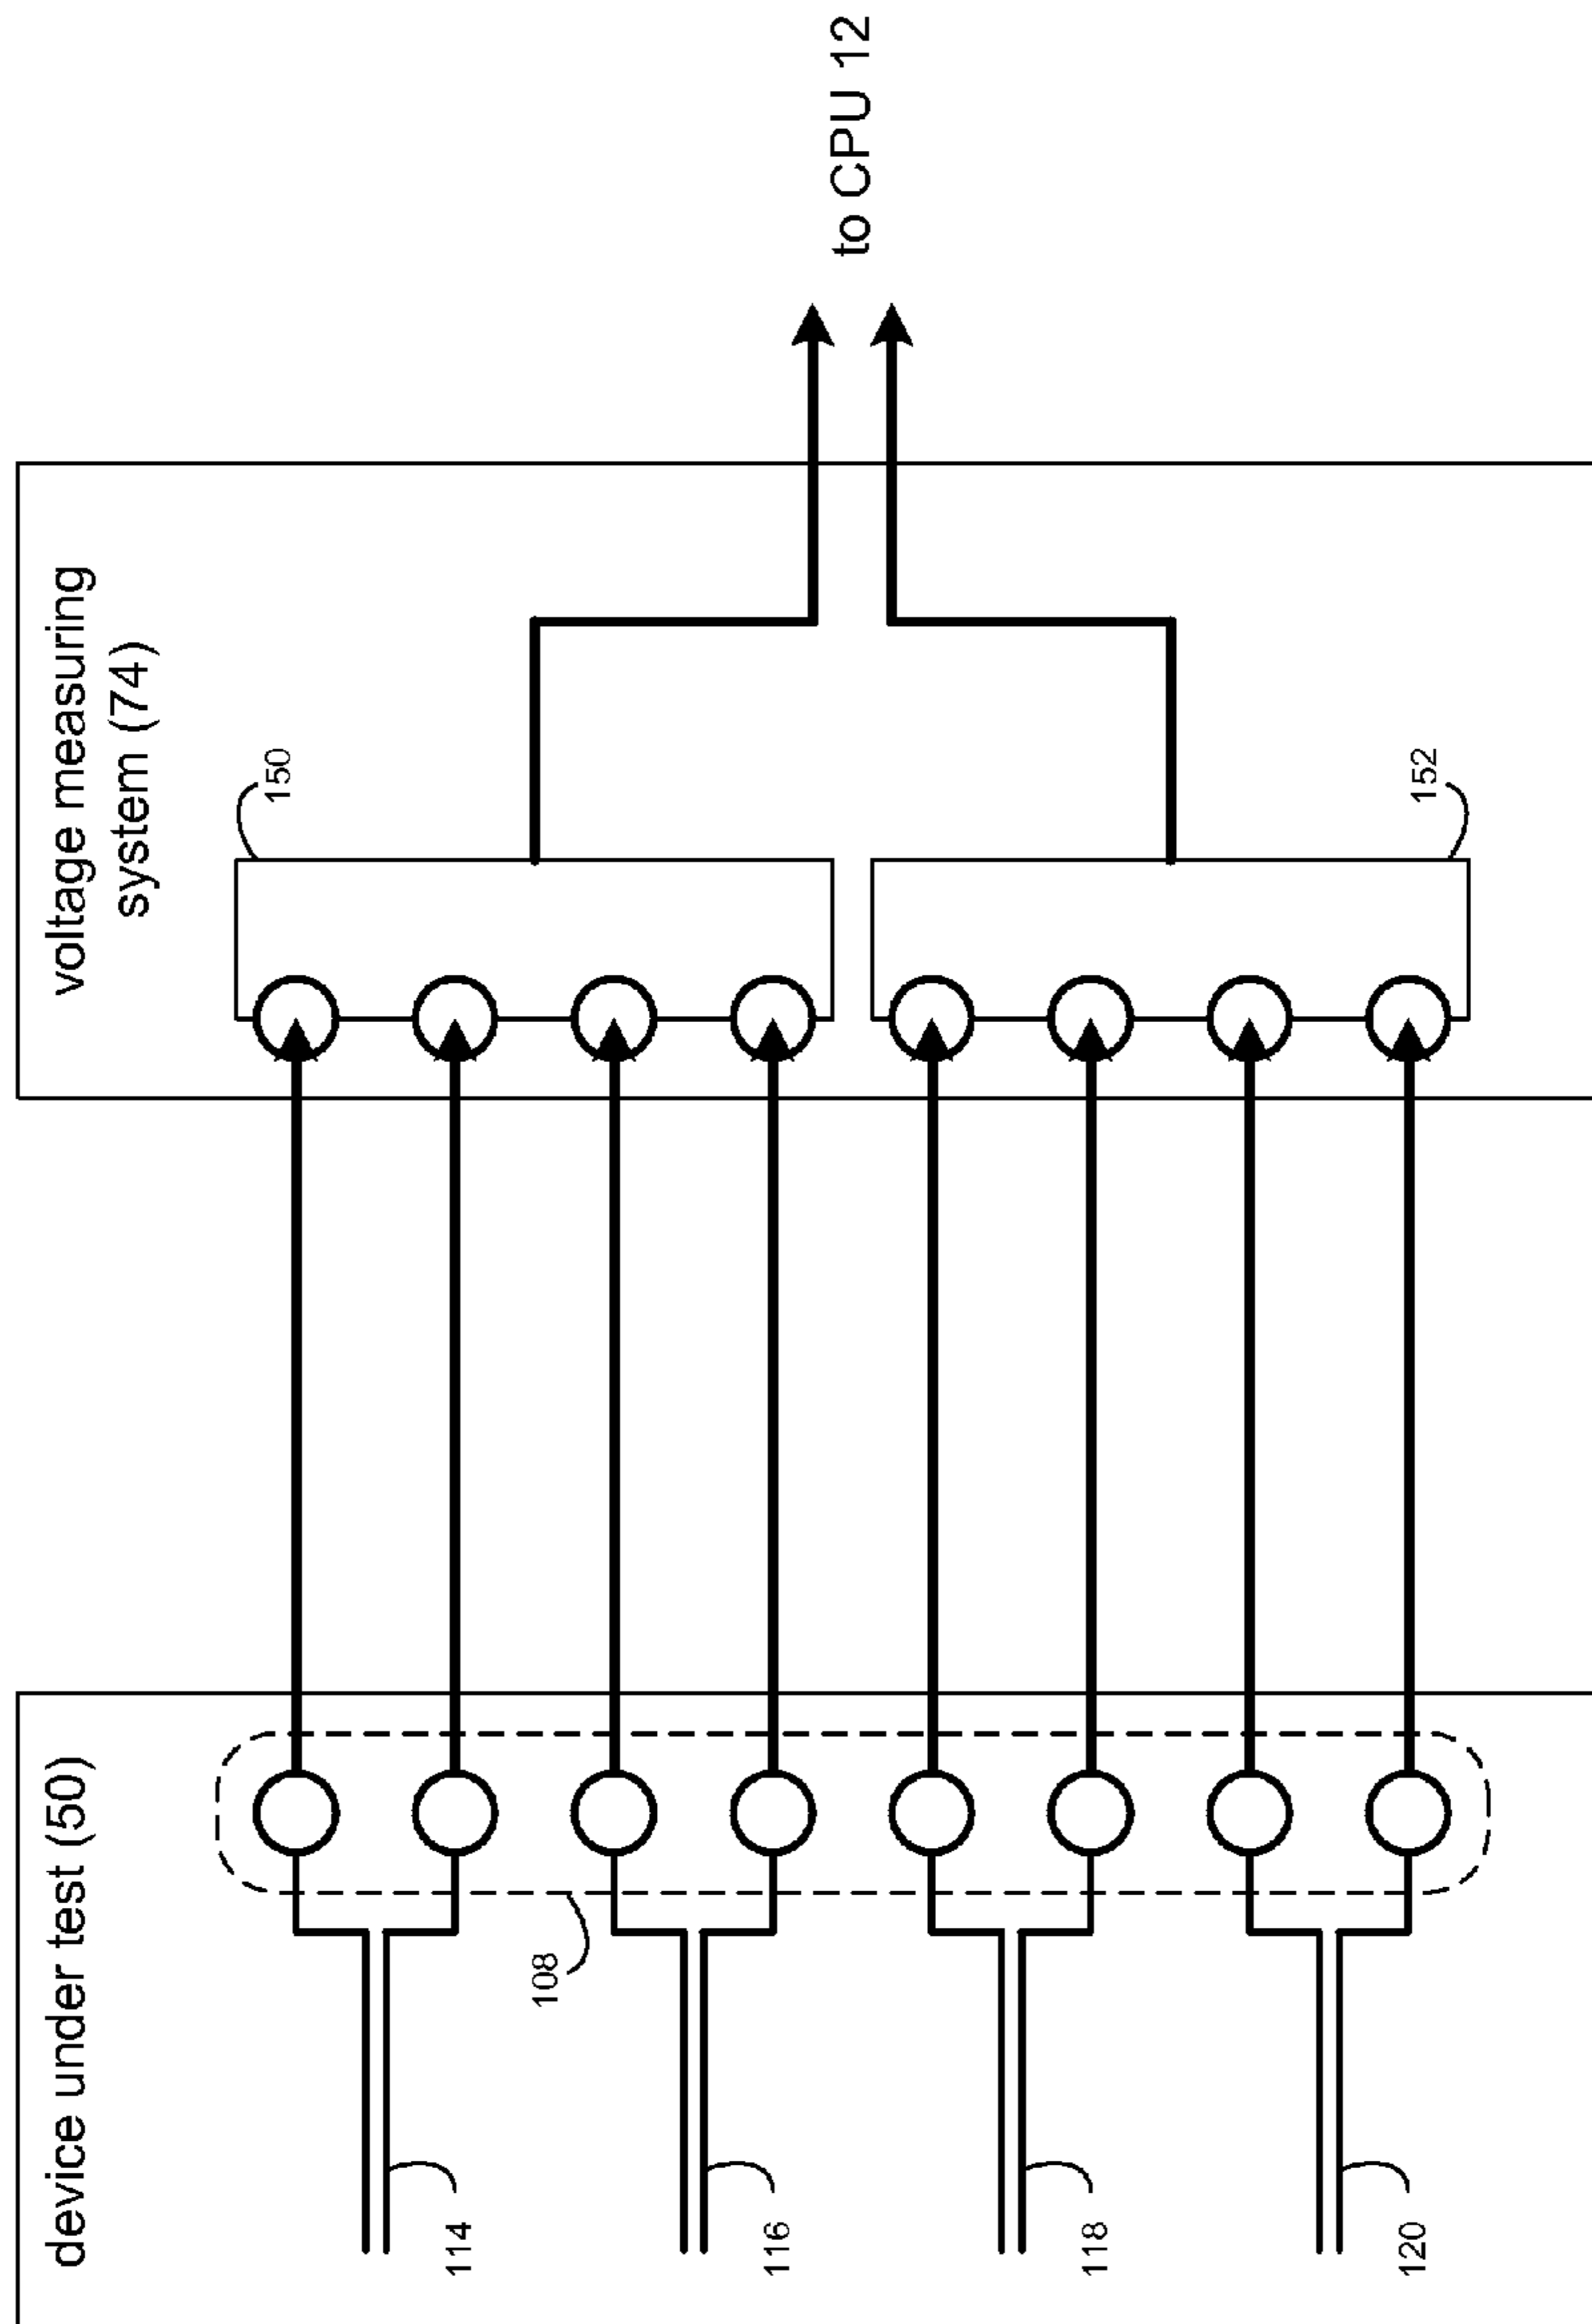 device under test (50)
voltage measuring
system (74)
114
116
118
120
108
150
152
to CPU 12